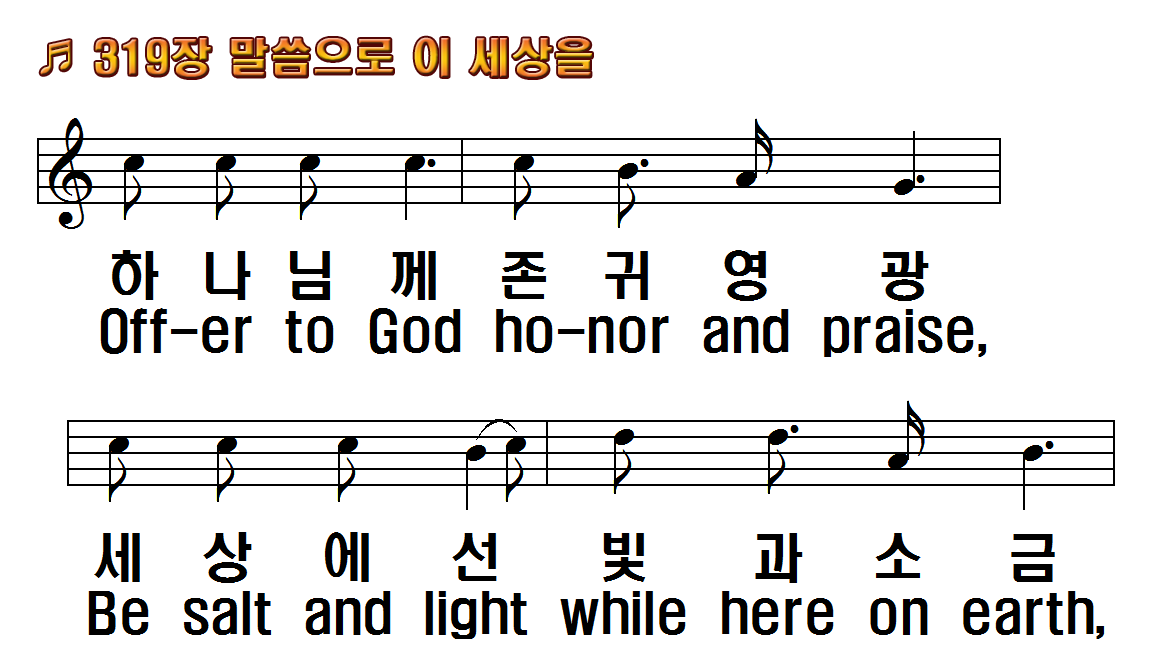 ♬ 319장 말씀으로 이 세상을
하 나 님 께 존 귀 영 광
Off-er to God ho-nor and praise,
세 상 에 선 빛 과 소 금
Be salt and light while here on earth,